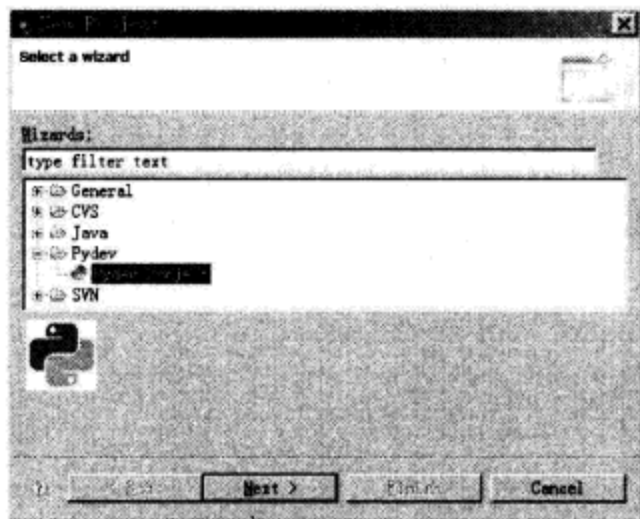 Select a wizard
Wizards:
type filter text
General
CVS
Java
Pydev
SVN
Next >
Cancel